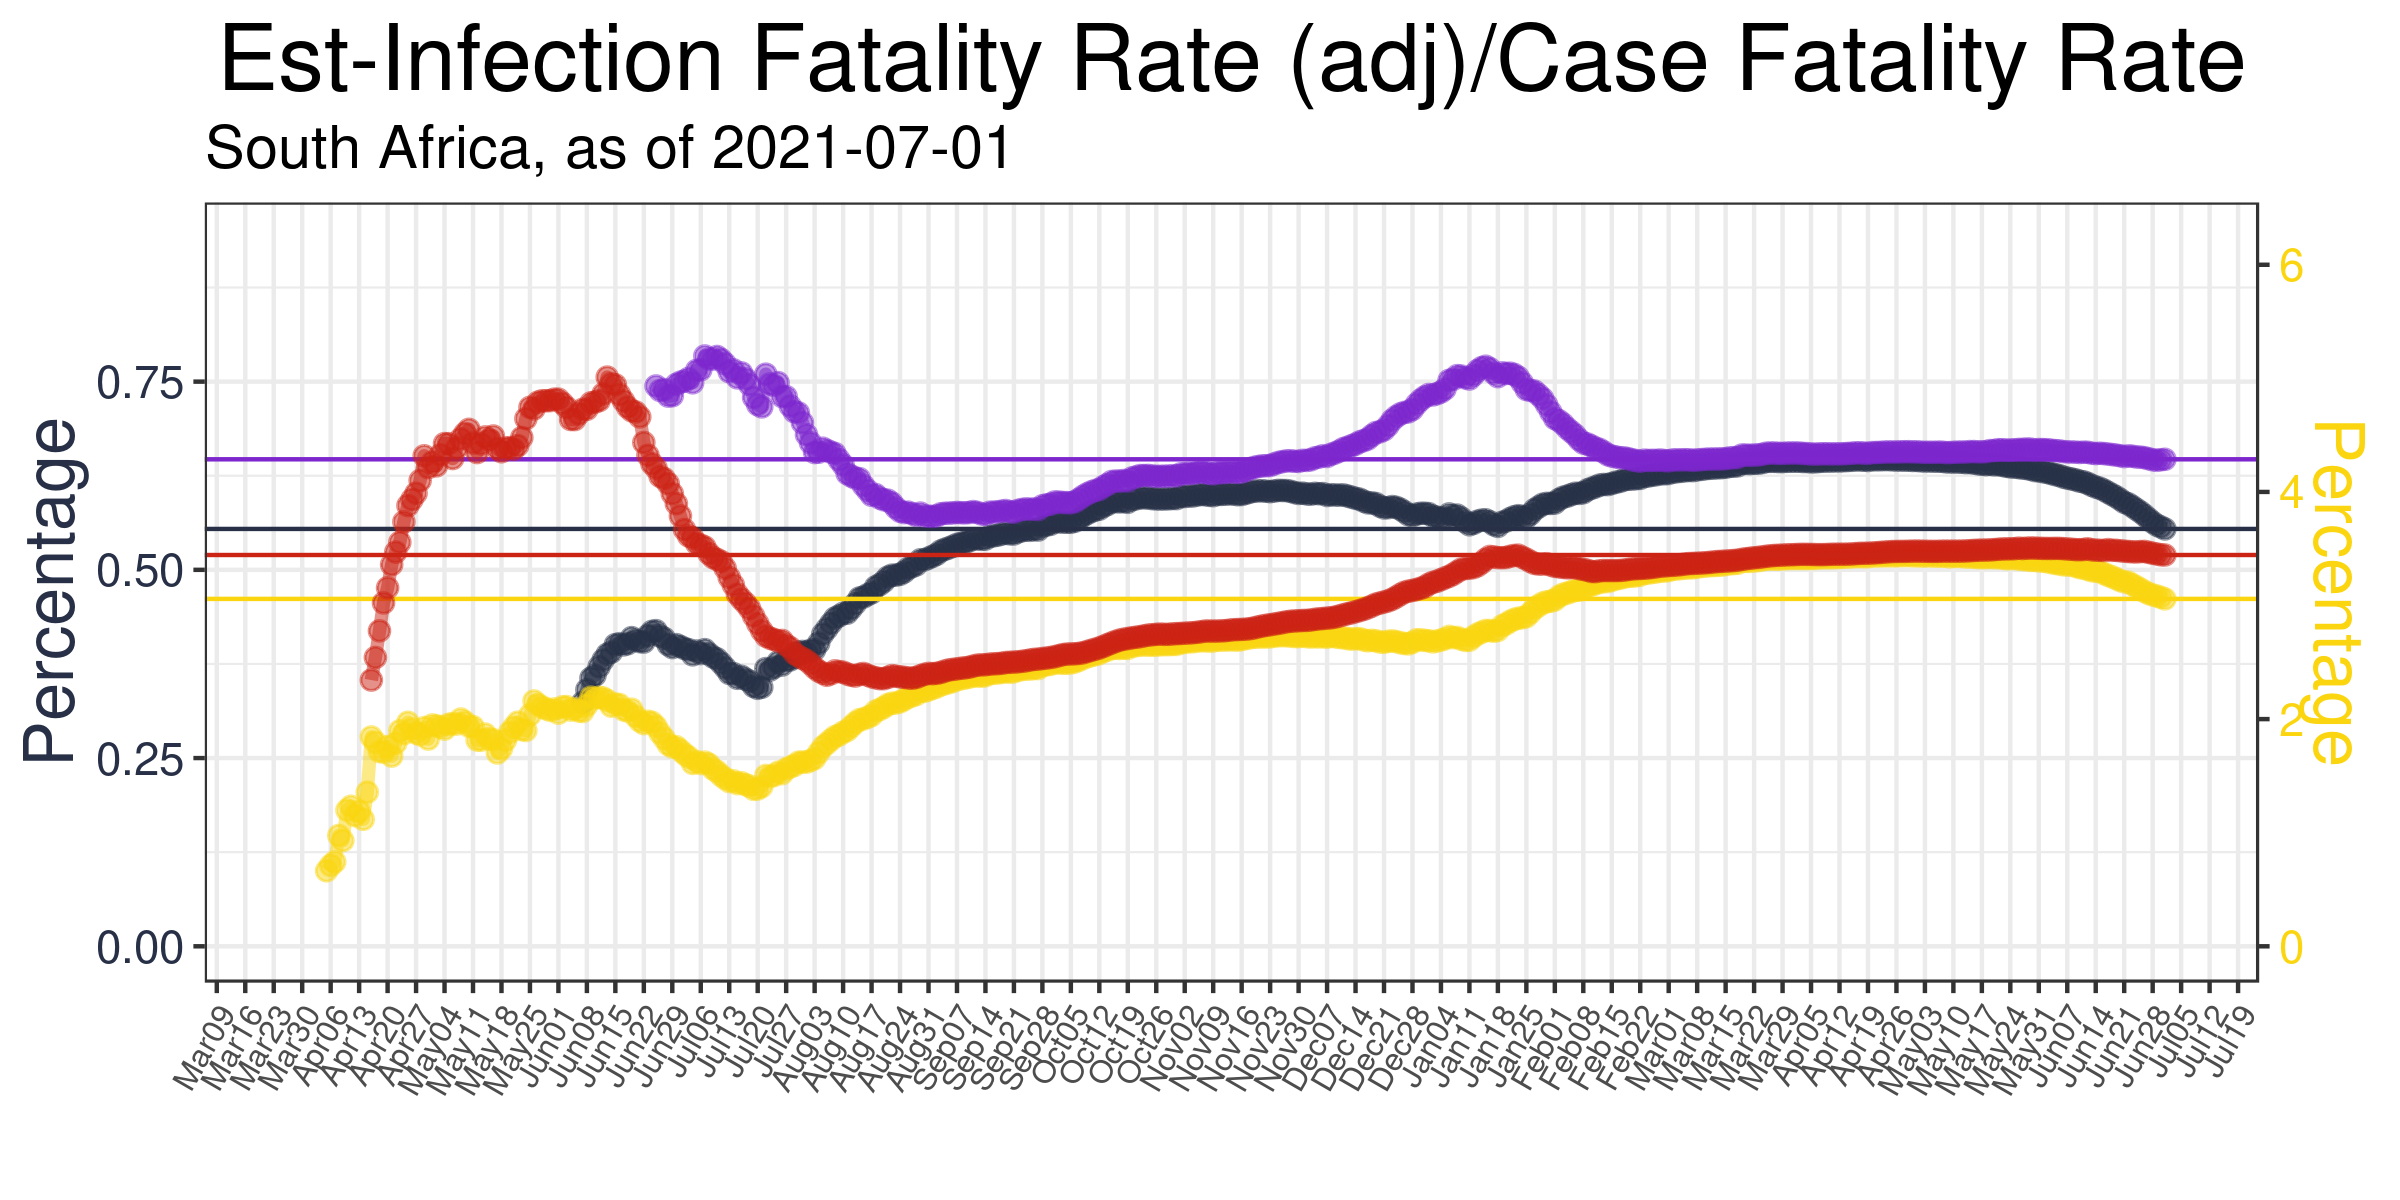 Est-Infection Fatality Rate (adj)/Case Fatality Rate
South Africa, as of 2021-07-01
Percentage
0.75
0.50
0.25
0.00
6
4
2
0
Percentage
Mar09
Mar16
Mar23
Mar30
Apr06
Apr13
Apr20
Apr27
May04
May11
May18
May25
Jun01
Jun08
Jun15
Jun22
Jun29
Jul06
Jul13
Jul20
Jul27
Aug03
Aug10
Aug17
Aug24
Aug31
Sep07
Sep14
Sep21
Sep28
Oct05
Oct12
Oct19
Oct26
Nov02
Nov09
Nov16
Nov23
Nov30
Dec07
Dec14
Dec21
Dec28
Jan04
Jan11
Jan18
Jan25
Feb01
Feb08
Feb15
Feb22
Mar01
Mar08
Mar15
Mar22
Mar29
Apr05
Apr12
Apr19
Apr26
May03
May10
May17
May24
May31
Jun07
Jun14
Jun21
Jun28
Jul05
Jul12
Jul19